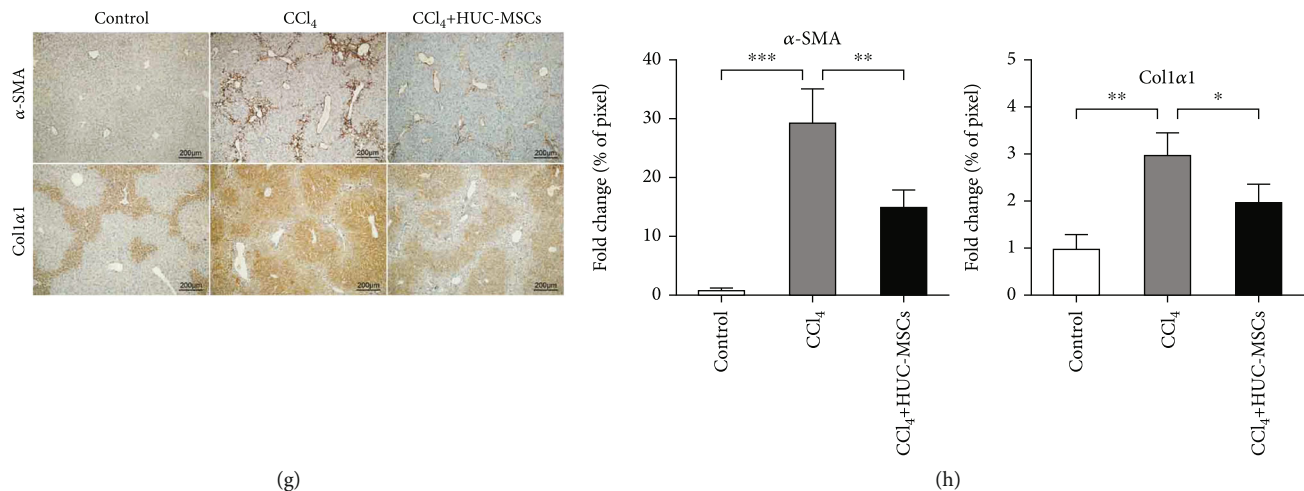 Control
CCl4
CCl4+HUC-MSCs
α-SMA
200μm
200μm
200μm
Col1α1
200μm
200μm
200μm
(g)
α-SMA
Fold change (% of pixel)
40
30
20
10
0
***
**
Control
CCl4
CCl4+HUC-MSCs
Col1α1
Fold change (% of pixel)
5
4
3
2
1
0
**
*
Control
CCl4
CCl4+HUC-MSCs
(h)